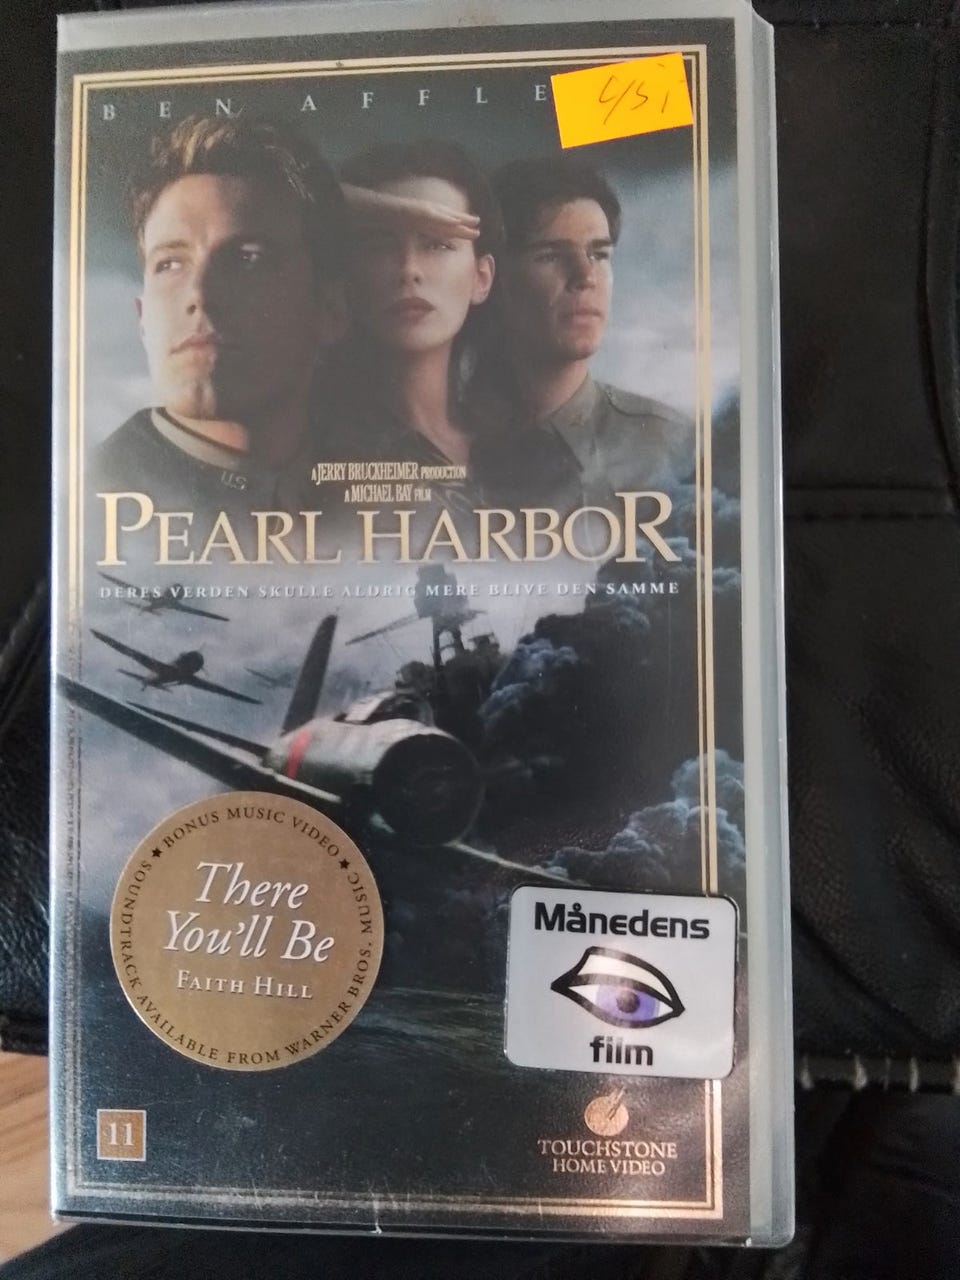 BEN AFFLE
45,-
U.S
A JERRY BRUCKHEIMER PRODUCTION
A MICHAEL BAY FILM
PEARL HARBOR
DERES VERDEN SKULLE ALDRIG MERE BLIVE DEN SAMME
★ BONUS MUSIC VIDEO ★
There
You'll Be
FAITH HILL
SOUNDTRACK AVAILABLE FROM WARNER BROS. MUSIC
Månedens
film
11
TOUCHSTONE
HOME VIDEO